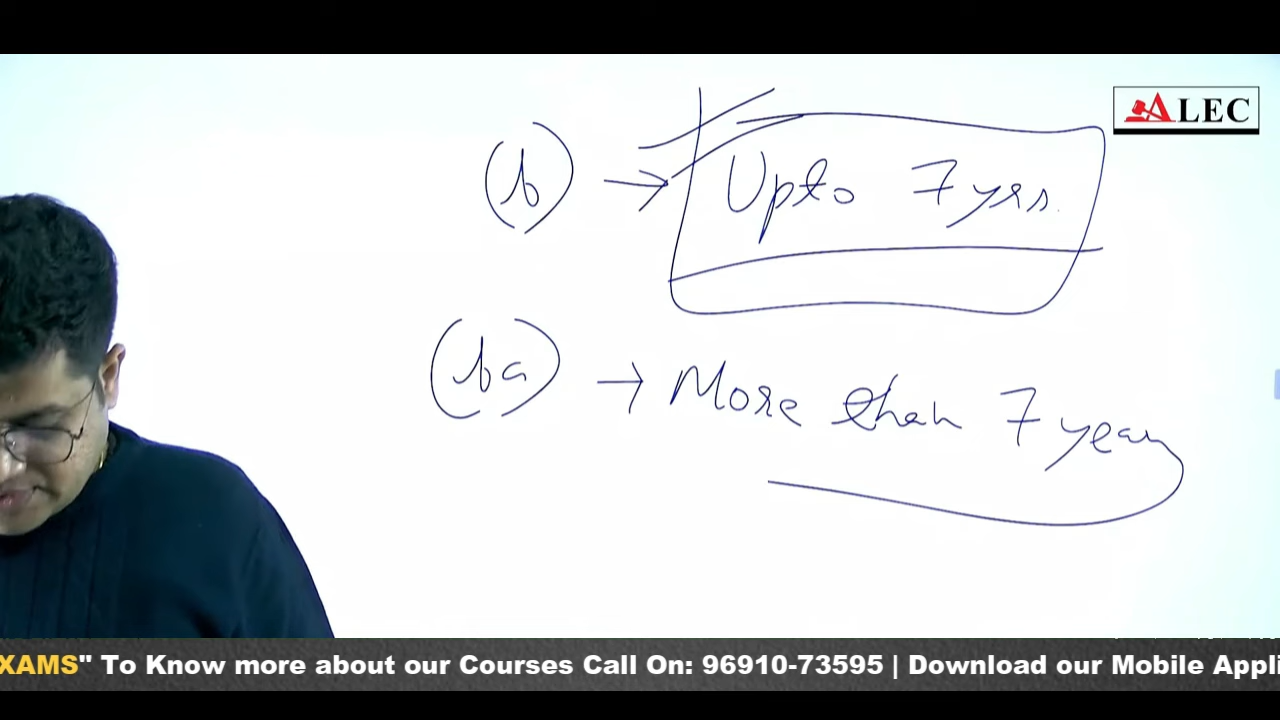 ALEC
(b) → Upto 7 yrs.
(ba) → More than 7 years
XAMS" To Know more about our Courses Call On: 96910-73595 | Download our Mobile Appli